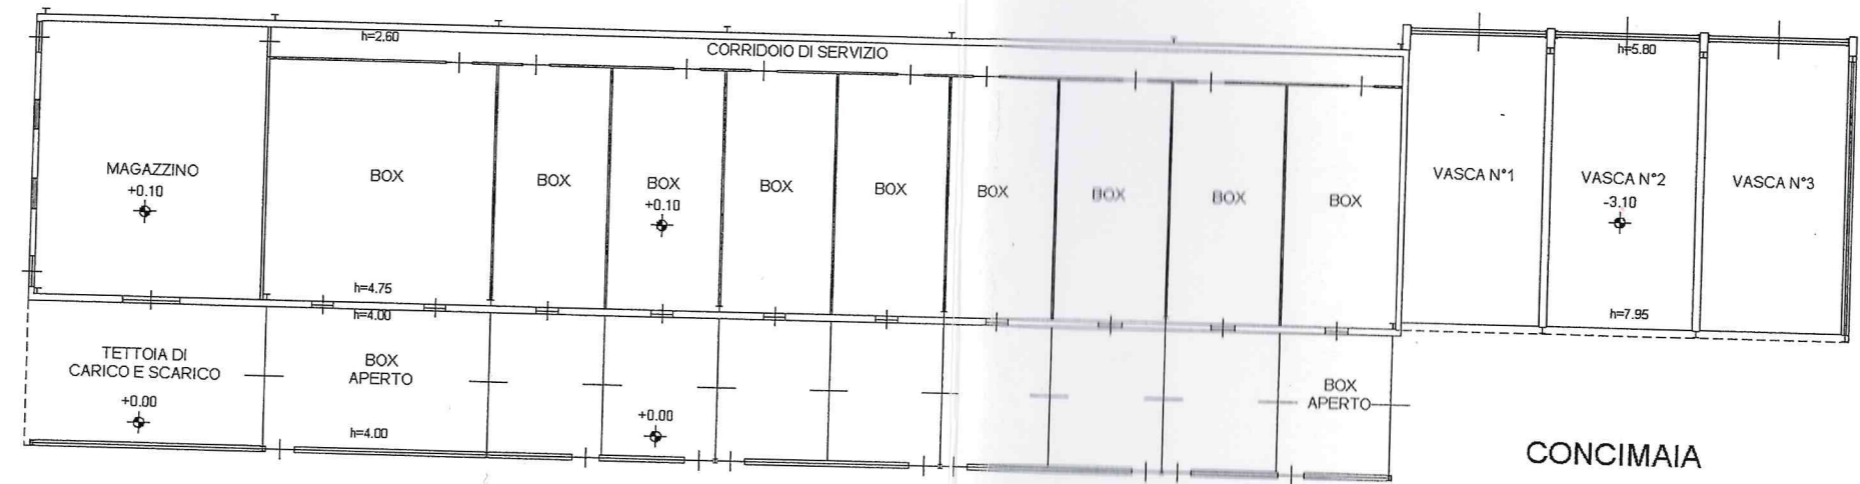 h=2.60
CORRIDOIO DI SERVIZIO
h=5.80
MAGAZZINO
+0.10
BOX
BOX
BOX
+0.10
BOX
BOX
BOX
BOX
BOX
BOX
VASCA N°1
VASCA N°2
-3.10
VASCA N°3
h=4.75
h=4.00
h=7.95
TETTOIA DI
CARICO E SCARICO
+0.00
BOX
APERTO
h=4.00
+0.00
BOX
APERTO
CONCIMAIA